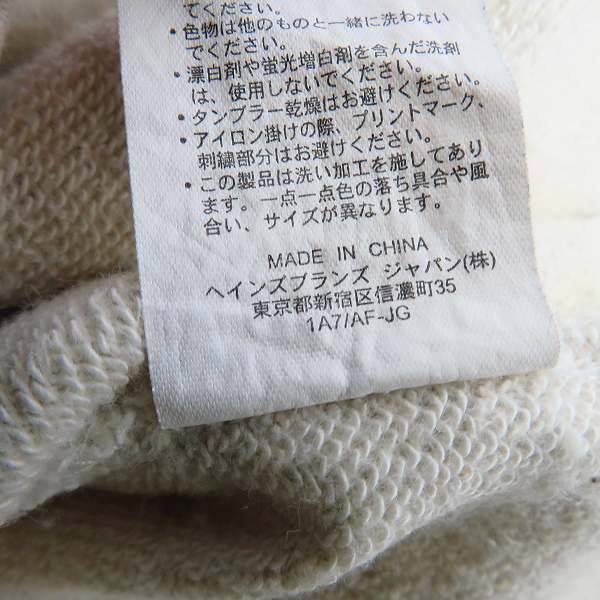 てください。
• 色物は他のものと一緒に洗わない
でください。
• 漂白剤や蛍光増白剤を含んだ洗剤
は、使用しないでください。
• タンブラー乾燥はお避けください。
• アイロン掛けの際、プリントマーク、
刺繍部分はお避けください。
• この製品は洗い加工を施してあり
ます。一点一点色の落ち具合や風
合い、サイズが異なります。
MADE IN CHINA
ヘインズブランズ ジャパン(株)
東京都新宿区信濃町35
1A7/AF-JG